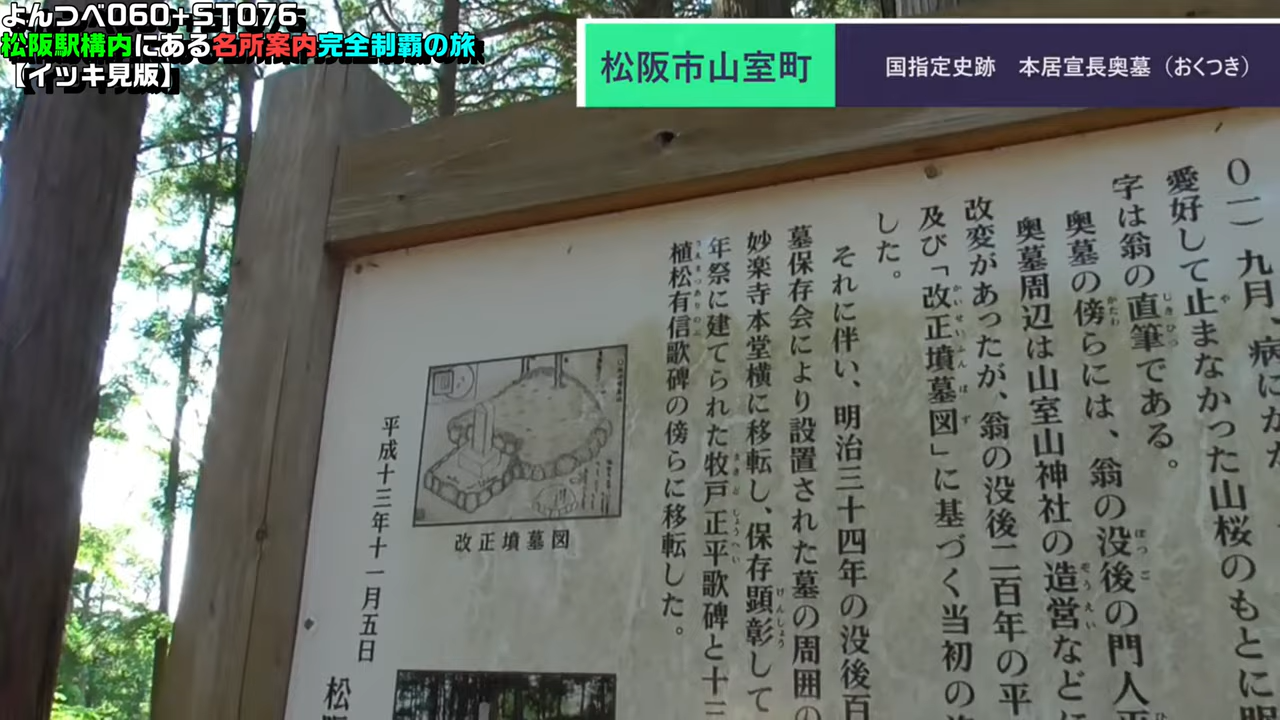 よんつべ060+ST076
松阪駅構内にある名所案内完全制覇の旅
【イツキ見版】
松阪市山室町
国指定史跡　本居宣長奥墓（おくつき）
〇一）九月、病にかか
愛好して止まなかった山桜のもとに眠
字は翁の直筆である。
奥墓の傍らには、翁の没後の門人平
奥墓周辺は山室山神社の造営などに
改変があったが、翁の没後二百年の平
及び「改正墳墓図」に基づく当初の
した。
それに伴い、明治三十四年の没後百
墓保存会により設置された墓の周囲の
妙楽寺本堂横に移転し、保存顕彰して
年祭に建てられた牧戸正平歌碑と十三
植松有信歌碑の傍らに移転した。
改正墳墓図
平成十三年十一月五日
松阪